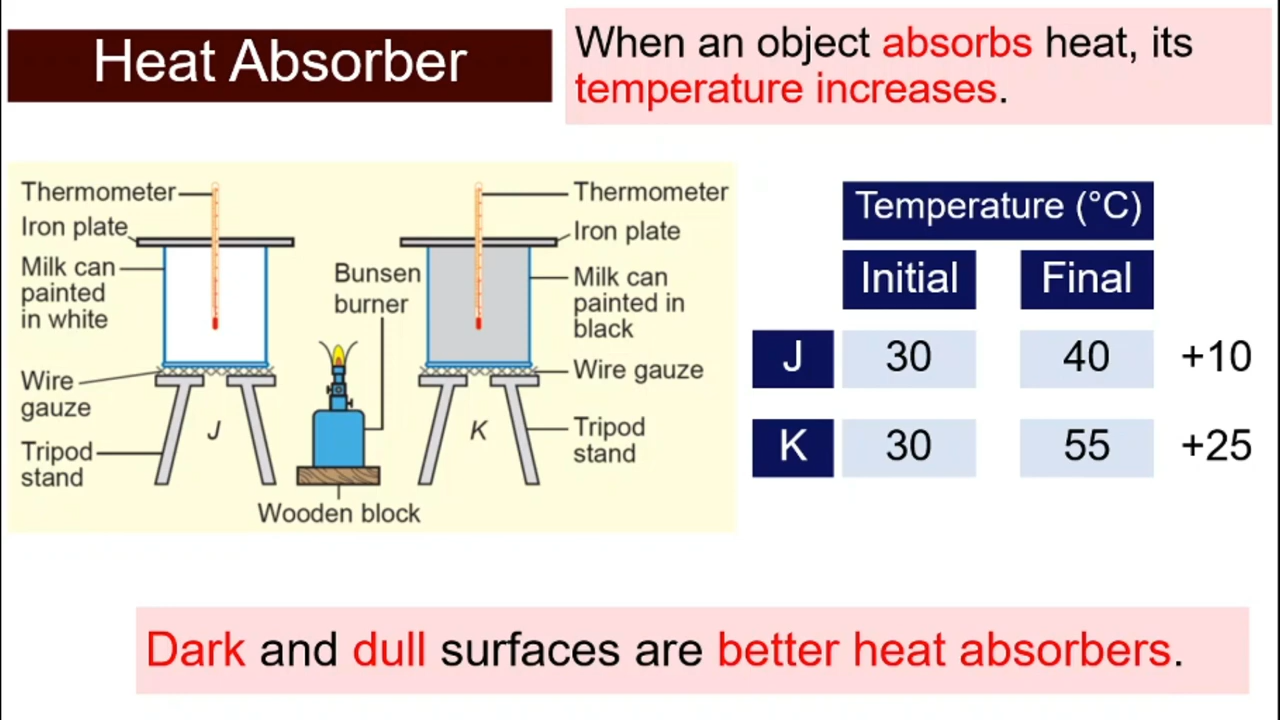 Heat Absorber
When an object absorbs heat, its
temperature increases.
Thermometer
Iron plate
Milk can
painted
in white
Wire
gauze
Tripod
stand
J
Bunsen
burner
Wooden block
K
Thermometer
Iron plate
Milk can
painted in
black
Wire gauze
Tripod
stand
Temperature (°C)
Initial Final
J 30 40 +10
K 30 55 +25
Dark and dull surfaces are better heat absorbers.